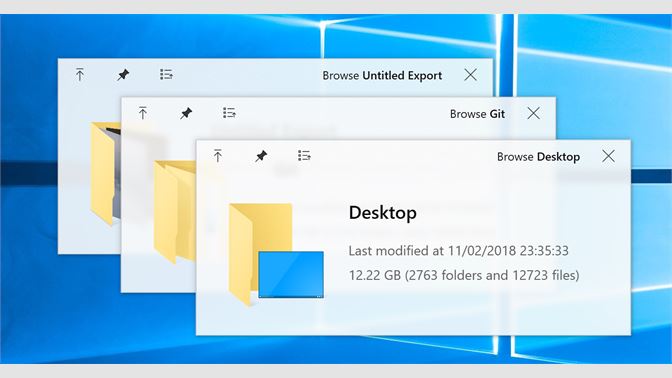 Browse Untitled Export
Browse Git
Browse Desktop
Desktop
Last modified at 11/02/2018 23:35:33
12.22 GB (2763 folders and 12723 files)